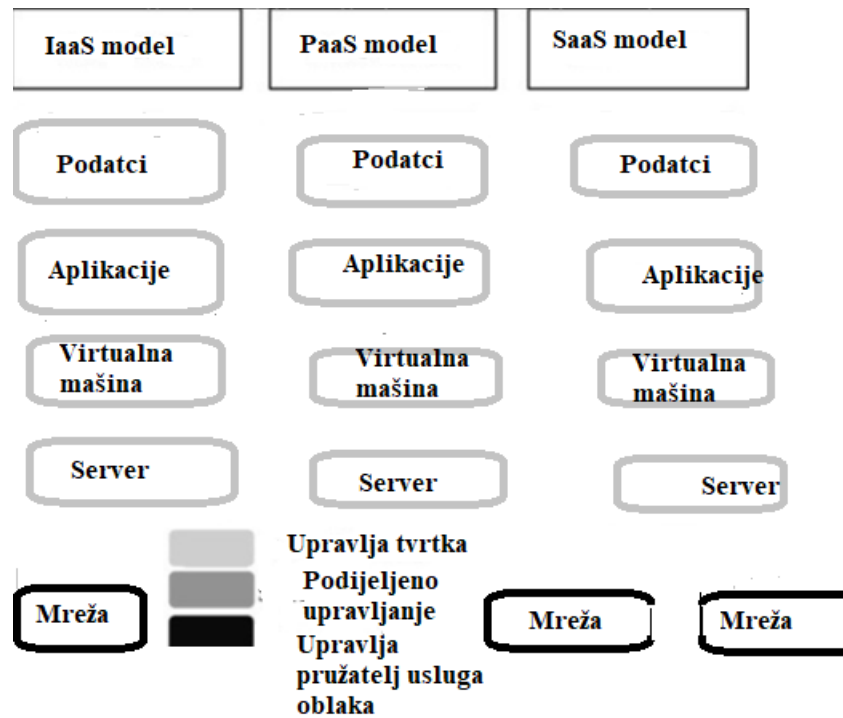 IaaS model
PaaS model
SaaS model
Podatci
Podatci
Podatci
Aplikacije
Aplikacije
Aplikacije
Virtualna
mašina
Virtualna
mašina
Virtualna
mašina
Server
Server
Server
Mreža
Upravlja tvrtka
Podijeljeno
upravljanje
Upravlja
pružatelj usluga
oblaka
Mreža
Mreža